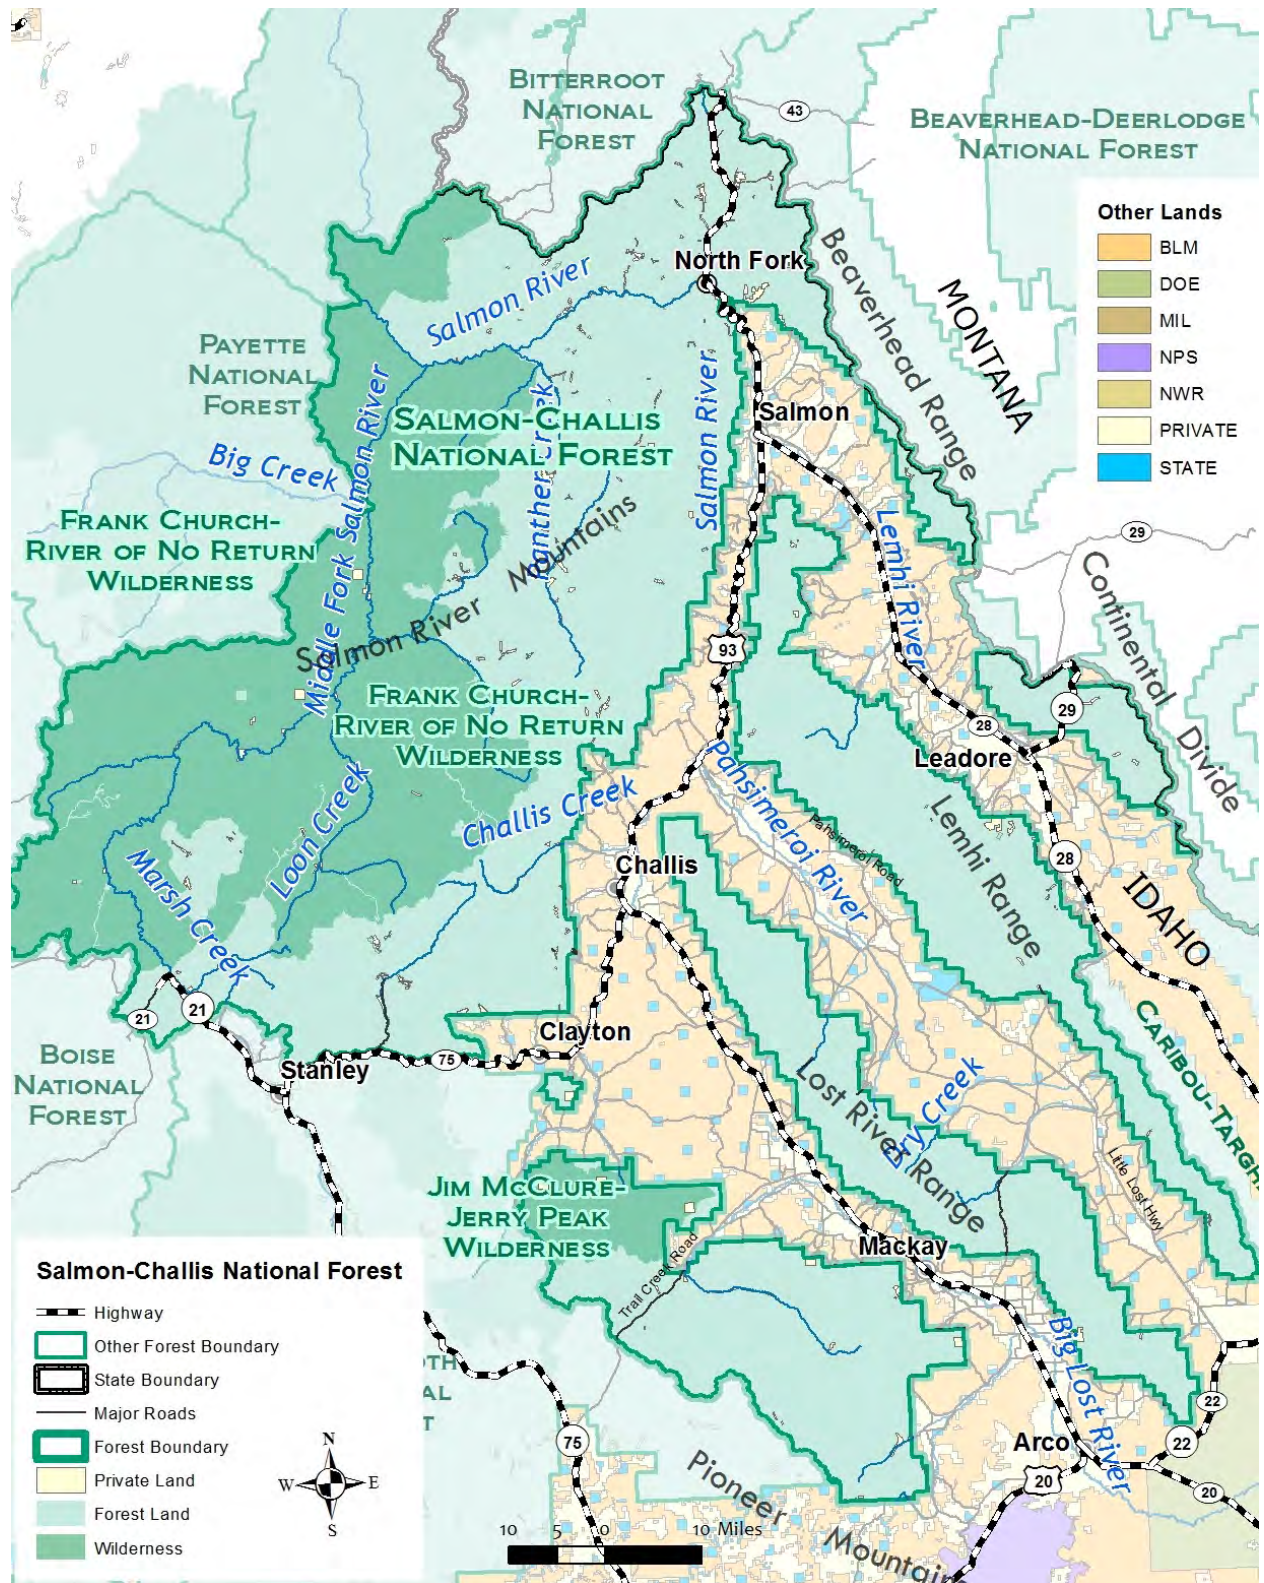 BITTERROOT
NATIONAL
FOREST
43
BEAVERHEAD-DEERLODGE
NATIONAL FOREST
Other Lands
BLM
DOE
MIL
NPS
NWR
PRIVATE
STATE
Beaverhead Range
MONTANA
North Fork
Salmon River
PAYETTE
NATIONAL
FOREST
Salmon River
Salmon
SALMON-CHALLIS
NATIONAL FOREST
Panther Creek
Middle Fork Salmon River
Big Creek
FRANK CHURCH-
RIVER OF NO RETURN
WILDERNESS
Salmon River Mountains
Lemhi River
29
Continental Divide
93
FRANK CHURCH-
RIVER OF NO RETURN
WILDERNESS
28
29
Leadore
Pahsimeroi River
Pahsimeroi Road
Lemhi Range
Challis Creek
Loon Creek
Marsh Creek
Challis
28
IDAHO
21
21
Clayton
75
Stanley
BOISE
NATIONAL
FOREST
CARIBOU-TARGH
Lost River Range
Dry Creek
Little Lost Hwy
JIM MCCLURE-
JERRY PEAK
WILDERNESS
Trail Creek Road
Mackay
Big Lost River
OTH
AL
T
75
22
22
Arco
20
20
Pioneer Mountain
Salmon-Challis National Forest
Highway
Other Forest Boundary
State Boundary
Major Roads
Forest Boundary
Private Land
Forest Land
Wilderness
N
W E
S
10 5 0 10 Miles